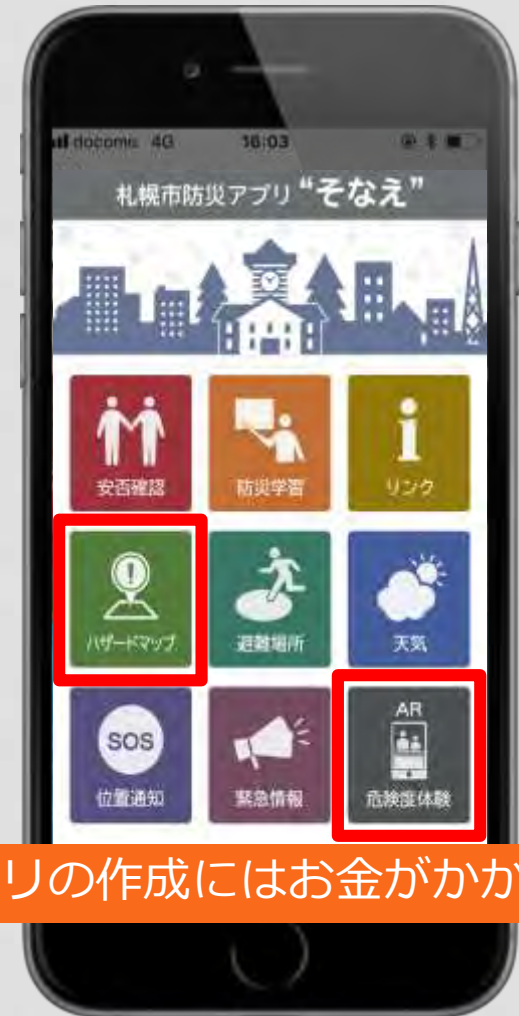 docomo 4G 16:03
札幌市防災アプリ “そなえ”
安否確認 防災学習 リンク
ハザードマップ 避難場所 天気
AR
SOS
位置通知 緊急情報 危険度体験
リの作成にはお金がかか